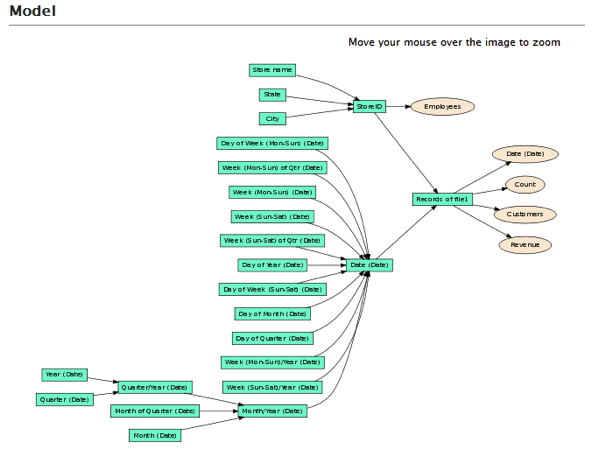 Model
Move your mouse over the image to zoom
Store name
State
City
StoreID
Employees
Day of Week (Mon-Sun) (Date)
Week (Mon-Sun) of Qtr (Date)
Week (Mon-Sun) (Date)
Week (Sun-Sat) (Date)
Week (Sun-Sat) of Qtr (Date)
Day of Year (Date)
Day of Week (Sun-Sat) (Date)
Day of Month (Date)
Day of Quarter (Date)
Week (Mon-Sun)/Year (Date)
Week (Sun-Sat)/Year (Date)
Date (Date)
Records of file1
Date (Date)
Count
Customers
Revenue
Year (Date)
Quarter (Date)
Quarter/Year (Date)
Month of Quarter (Date)
Month (Date)
Month/Year (Date)